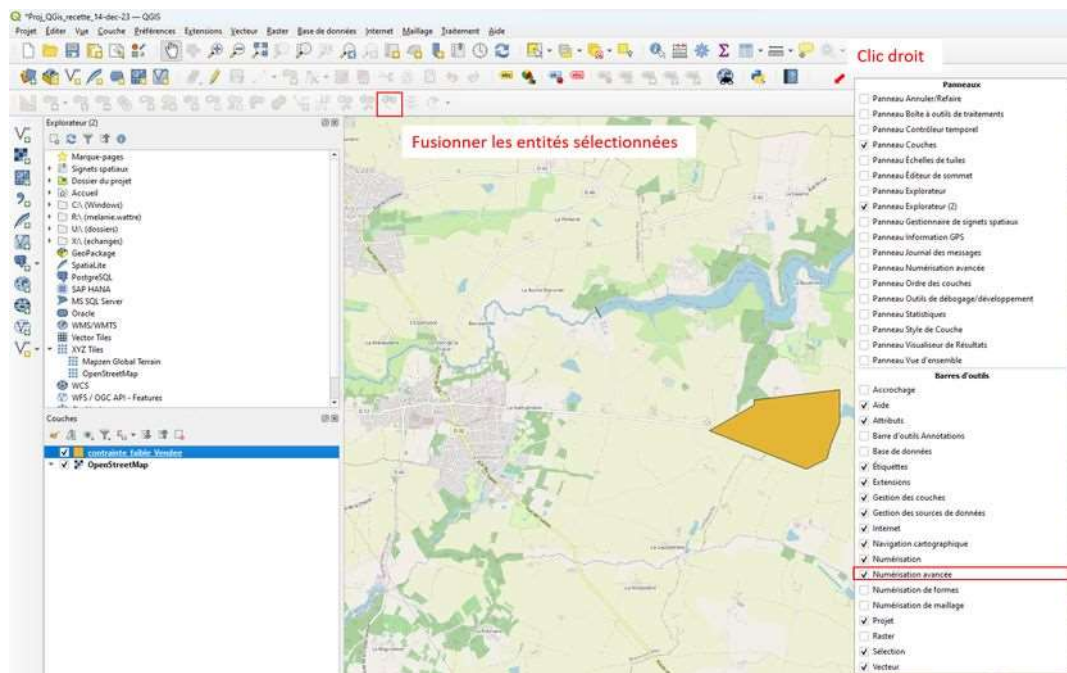 *Proj_QGis_recette_14-dec-23 — QGIS
Projet Éditer Vue Couche Préférences Extensions Vecteur Raster Base de données Internet Maillage Traitement Aide
Clic droit
Fusionner les entités sélectionnées
Explorateur (2)
Marque-pages
Signets spatiaux
Dossier du projet
Accueil
C:\ (Windows)
R:\ (melanie.wattre)
U:\ (dossiers)
X:\ (echanges)
GeoPackage
SpatiaLite
PostgreSQL
SAP HANA
MS SQL Server
Oracle
WMS/WMTS
Vector Tiles
XYZ Tiles
Mapzen Global Terrain
OpenStreetMap
WCS
WFS / OGC API - Features
Couches
contrainte_faible_Vendee
OpenStreetMap
Panneaux
Panneau Annuler/Refaire
Panneau Boîte à outils de traitements
Panneau Contrôleur temporel
Panneau Couches
Panneau Échelles de tuiles
Panneau Éditeur de sommet
Panneau Explorateur
Panneau Explorateur (2)
Panneau Gestionnaire de signets spatiaux
Panneau Information GPS
Panneau Journal des messages
Panneau Numérisation avancée
Panneau Ordre des couches
Panneau Outils de débogage/développement
Panneau Statistiques
Panneau Style de Couche
Panneau Visualiseur de Résultats
Panneau Vue d'ensemble
Barres d'outils
Accrochage
Aide
Attributs
Barre d'outils Annotations
Base de données
Étiquettes
Extensions
Gestion des couches
Gestion des sources de données
Internet
Navigation cartographique
Numérisation
Numérisation avancée
Numérisation de formes
Numérisation de maillage
Projet
Raster
Sélection
Vecteur